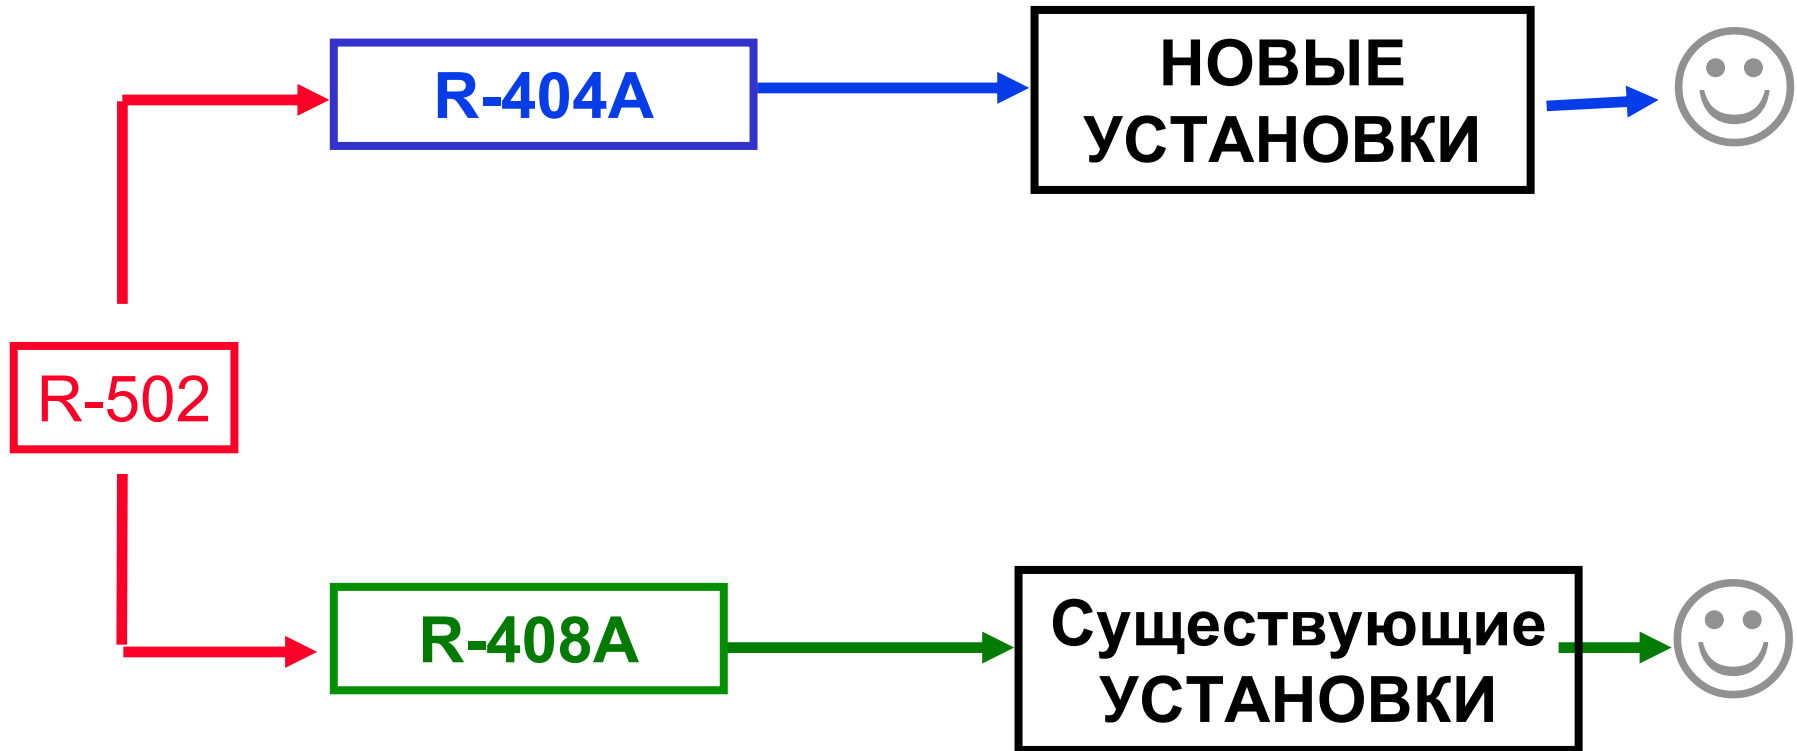 R-404A
НОВЫЕ
УСТАНОВКИ
R-502
R-408A
Существующие
УСТАНОВКИ